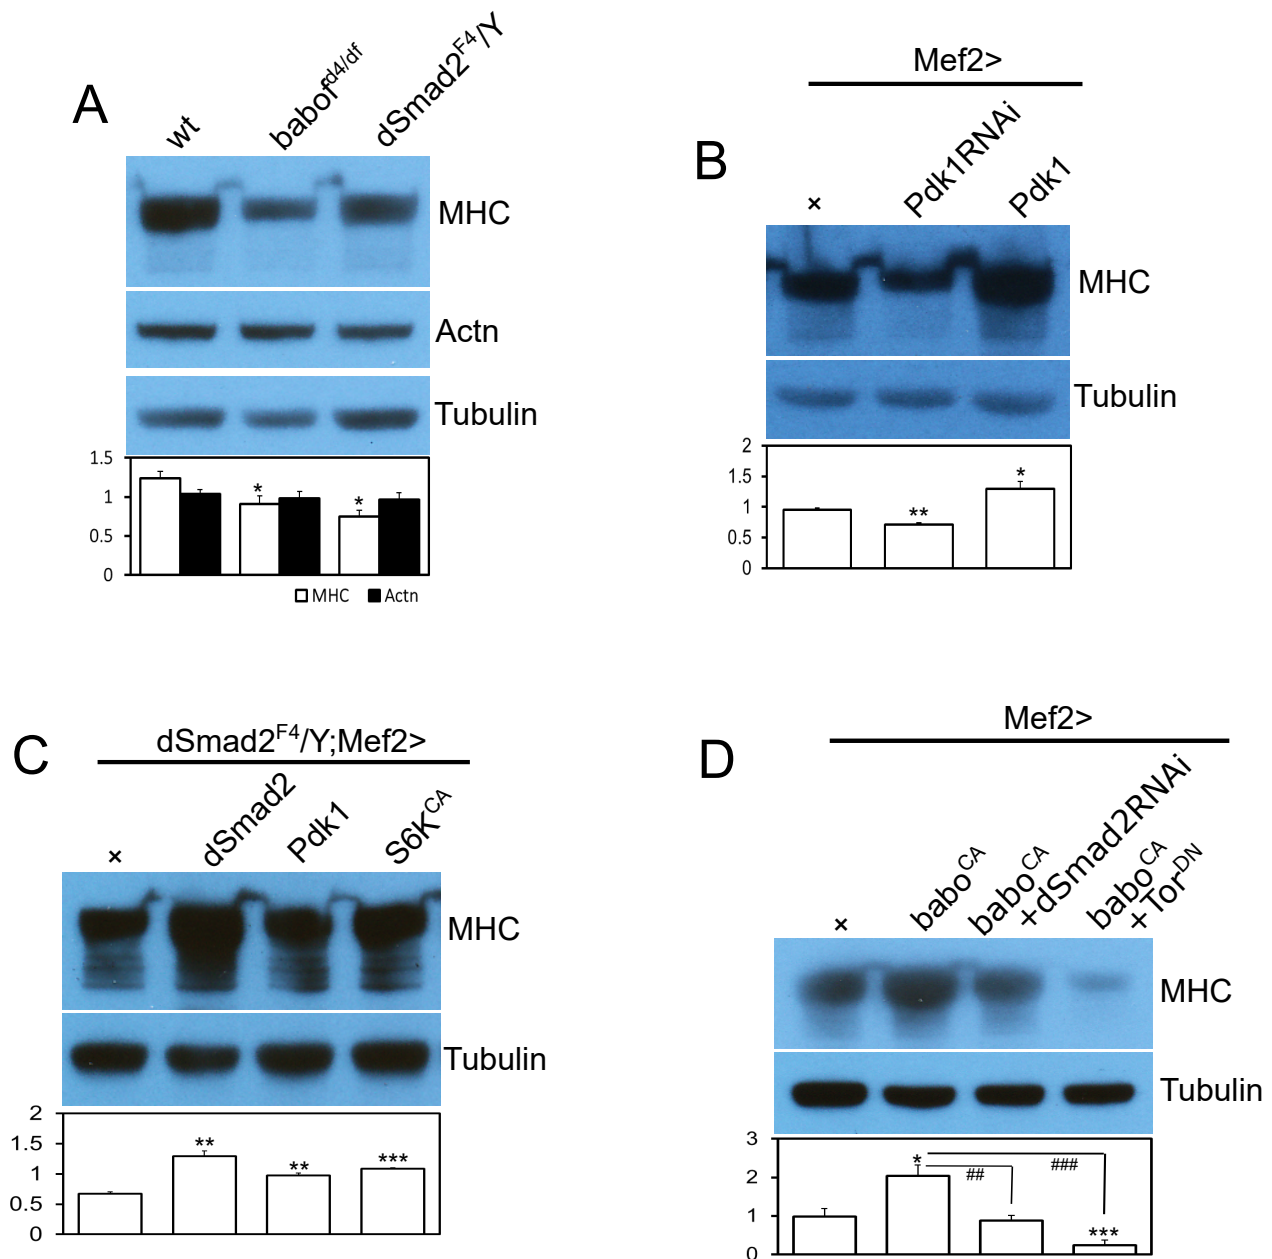 A
wt
babo^fd4/df
dSmad2^F4/Y
MHC
Actn
Tubulin
1.5
1
0.5
0
*
*
MHC
Actn
B
Mef2>
+
Pdk1RNAi
Pdk1
MHC
Tubulin
2
1.5
1
0.5
0
**
*
C
dSmad2^F4/Y;Mef2>
+
dSmad2
Pdk1
S6K^CA
MHC
Tubulin
2
1.5
1
0.5
0
**
**
***
D
Mef2>
+
babo^CA
babo^CA
+dSmad2RNAi
babo^CA
+Tor^DN
MHC
Tubulin
3
2
1
0
*
##
###
***